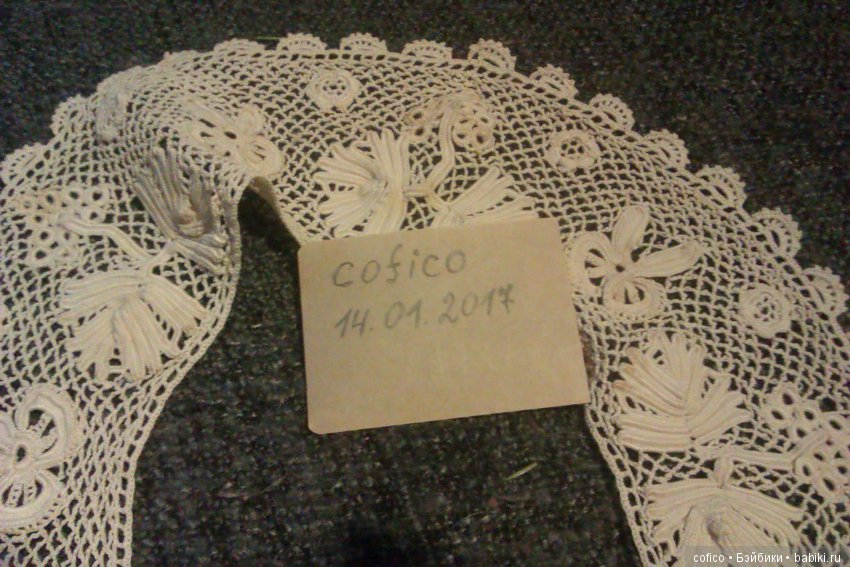 cofico
14.01.2017
cofico • Бэйбики • babiki.ru